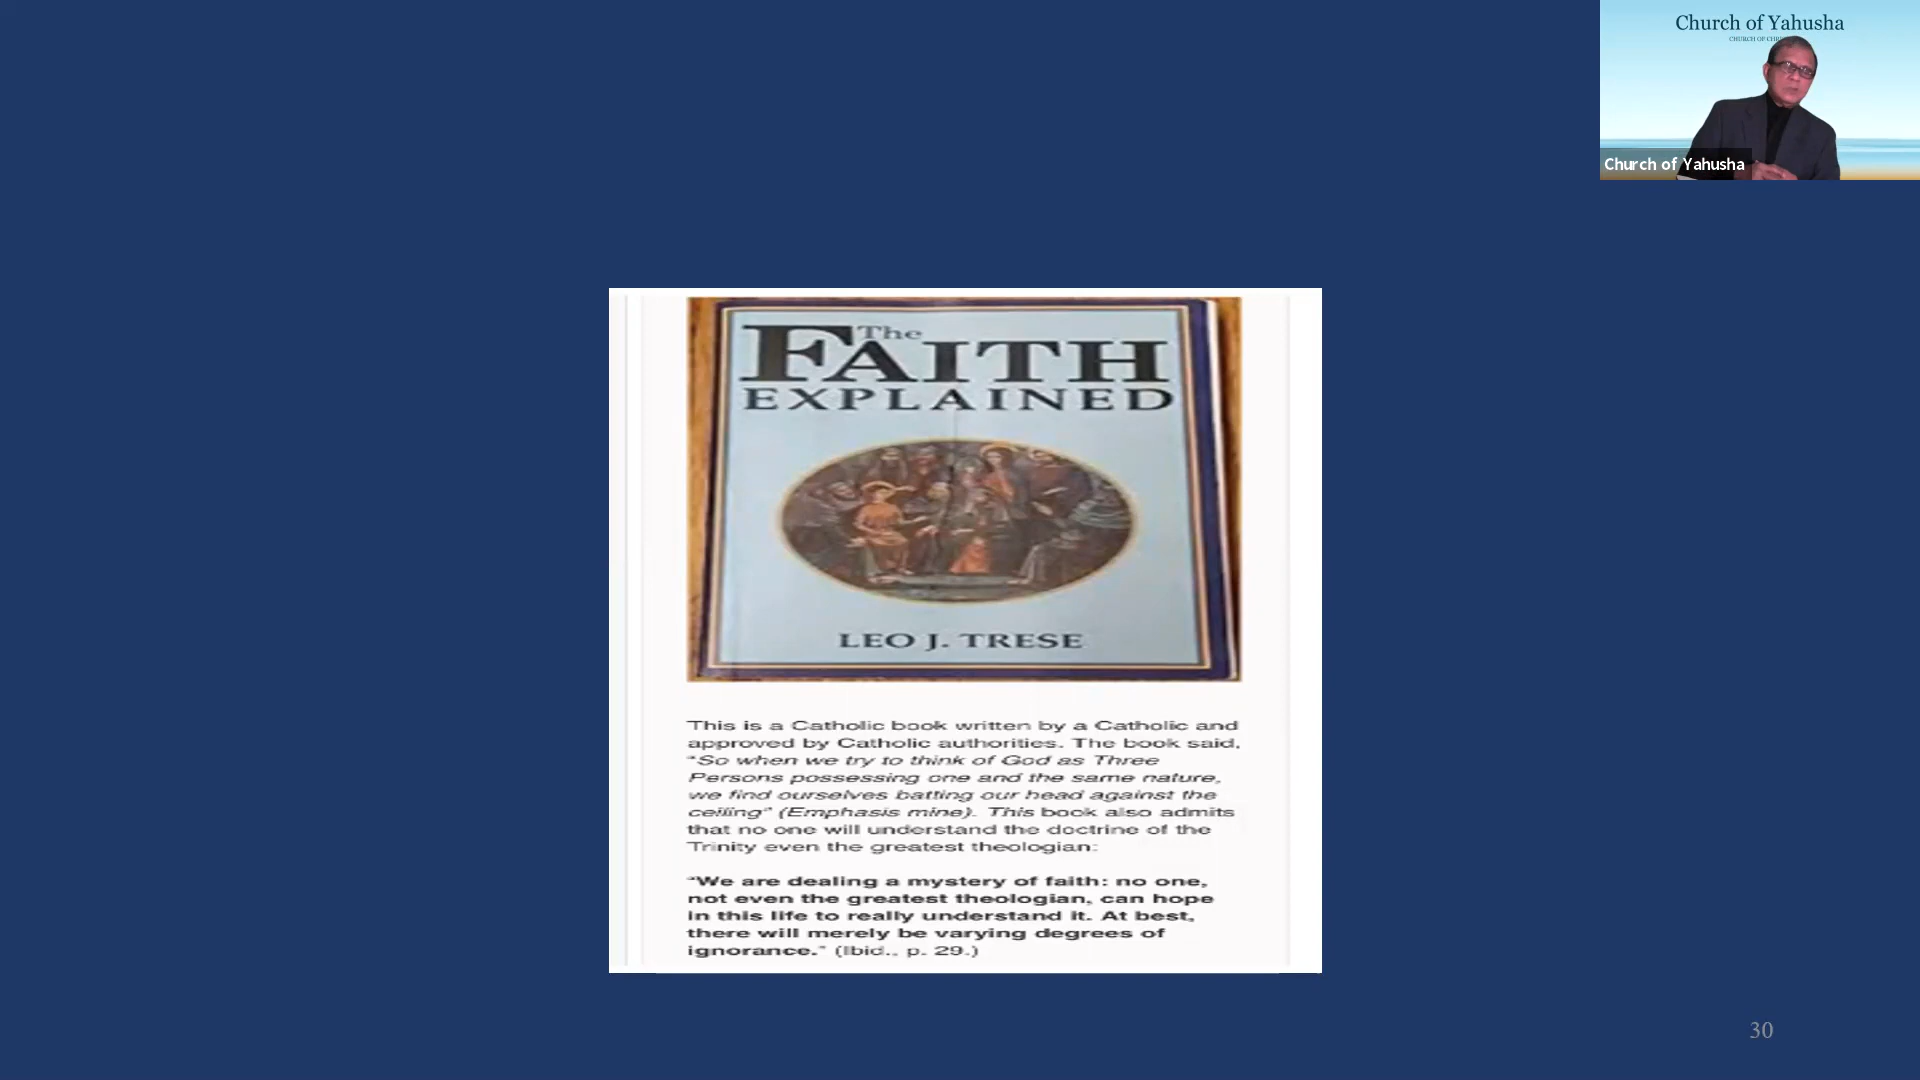 Church of Yahusha
Church of Yahusha
The
FAITH
EXPLAINED
LEO J. TRESE
This is a Catholic book written by a Catholic and
approved by Catholic authorities. The book said,
"So when we try to think of God as Three
Persons possessing one and the same nature,
we find ourselves batting our head against the
ceiling" (Emphasis mine). This book also admits
that no one will understand the doctrine of the
Trinity even the greatest theologian:
"We are dealing a mystery of faith: no one,
not even the greatest theologian, can hope
in this life to really understand it. At best,
there will merely be varying degrees of
ignorance." (Ibid., p. 29.)
30